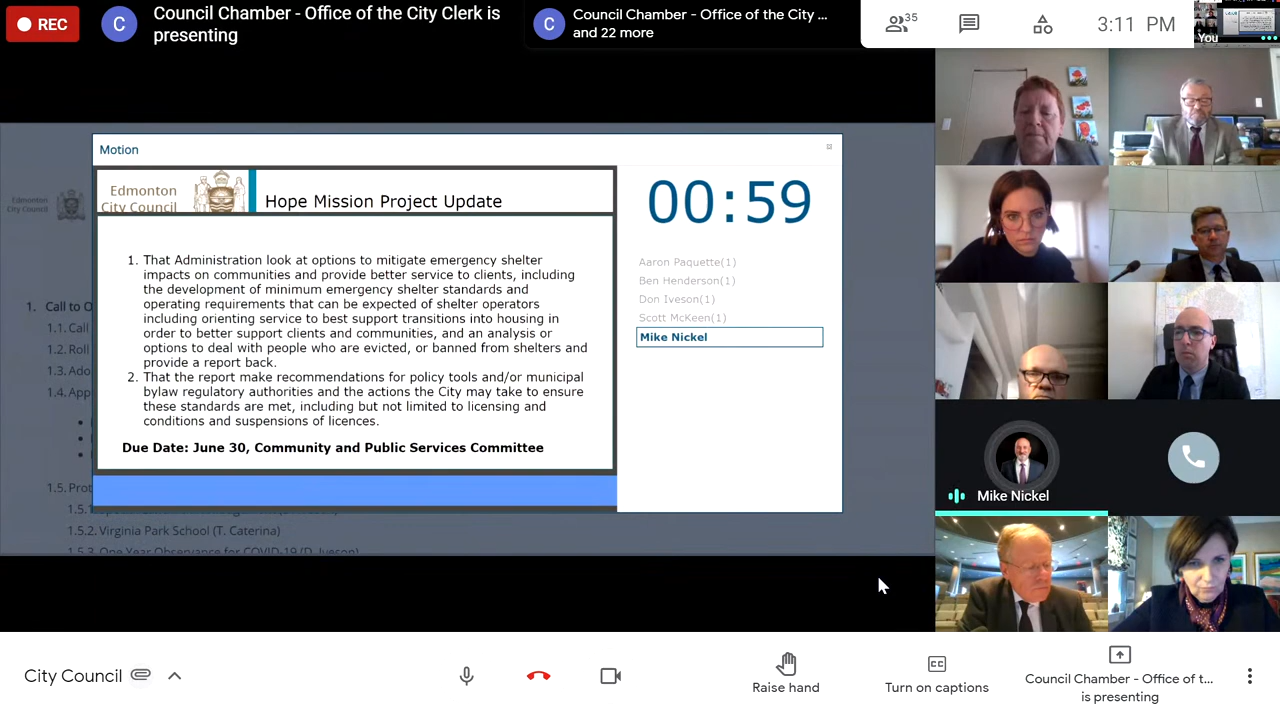 REC
C
Council Chamber - Office of the City Clerk is
presenting
C
Council Chamber - Office of the City ...
and 22 more
35
3:11 PM
You
Motion
Edmonton
City Council
Hope Mission Project Update
00:59
Edmonton
City Council
1. That Administration look at options to mitigate emergency shelter
impacts on communities and provide better service to clients, including
the development of minimum emergency shelter standards and
operating requirements that can be expected of shelter operators
including orienting service to best support transitions into housing in
order to better support clients and communities, and an analysis or
options to deal with people who are evicted, or banned from shelters and
provide a report back.
2. That the report make recommendations for policy tools and/or municipal
bylaw regulatory authorities and the actions the City may take to ensure
these standards are met, including but not limited to licensing and
conditions and suspensions of licences.
Due Date: June 30, Community and Public Services Committee
Aaron Paquette(1)
Ben Henderson(1)
Don Iveson(1)
Scott McKeen(1)
Mike Nickel
1. Call to O
1.1. Call
1.2. Roll
1.3. Ado
1.4. App
1.5. Prot
1.5.2. Virginia Park School (T. Caterina)
1.5.3. One Year Observance for COVID-19 (D. Iveson)
Mike Nickel
City Council
Raise hand
CC
Turn on captions
Council Chamber - Office of t...
is presenting